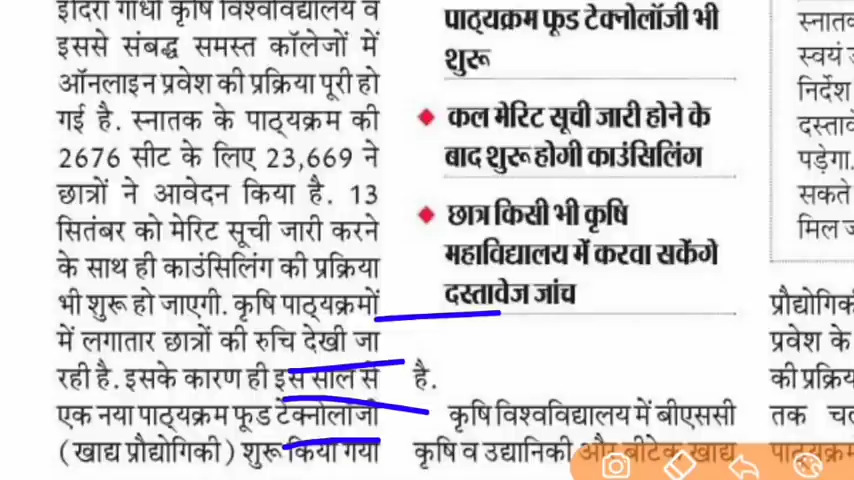 इंदिरा गांधी कृषि विश्वविद्यालय व
इससे संबद्ध समस्त कॉलेजों में
ऑनलाइन प्रवेश की प्रक्रिया पूरी हो
गई है. स्नातक के पाठ्यक्रम की
2676 सीट के लिए 23,669 ने
छात्रों ने आवेदन किया है. 13
सितंबर को मेरिट सूची जारी करने
के साथ ही काउंसिलिंग की प्रक्रिया
भी शुरू हो जाएगी. कृषि पाठ्यक्रमों
में लगातार छात्रों की रुचि देखी जा
रही है. इसके कारण ही इस साल से
एक नया पाठ्यक्रम फूड टेक्नोलॉजी
(खाद्य प्रौद्योगिकी) शुरू किया गया
पाठ्यक्रम फूड टेक्नोलॉजी भी
शुरू
कल मेरिट सूची जारी होने के
बाद शुरू होगी काउंसिलिंग
छात्र किसी भी कृषि
महाविद्यालय में करवा सकेंगे
दस्तावेज जांच
है.
कृषि विश्वविद्यालय में बीएससी
कृषि व उद्यानिकी और बीटेक खाद्य
स्नातक
स्वयं
निर्देश
पड़ेगा.
सकते
मिल
प्रवेश के
तक